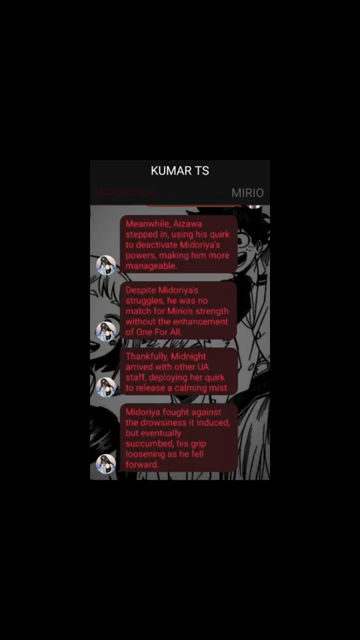 KUMAR TS
MIRIO
Meanwhile, Aizawa
stepped in, using his quirk
to deactivate Midoriya's
powers, making him more
manageable.
Despite Midoriya's
struggles, he was no
match for Mirio's strength
without the enhancement
of One For All.
Thankfully, Midnight
arrived with other UA
staff, deploying her quirk
to release a calming mist.
Midoriya fought against
the drowsiness it induced,
but eventually
succumbed, his grip
loosening as he fell
forward.